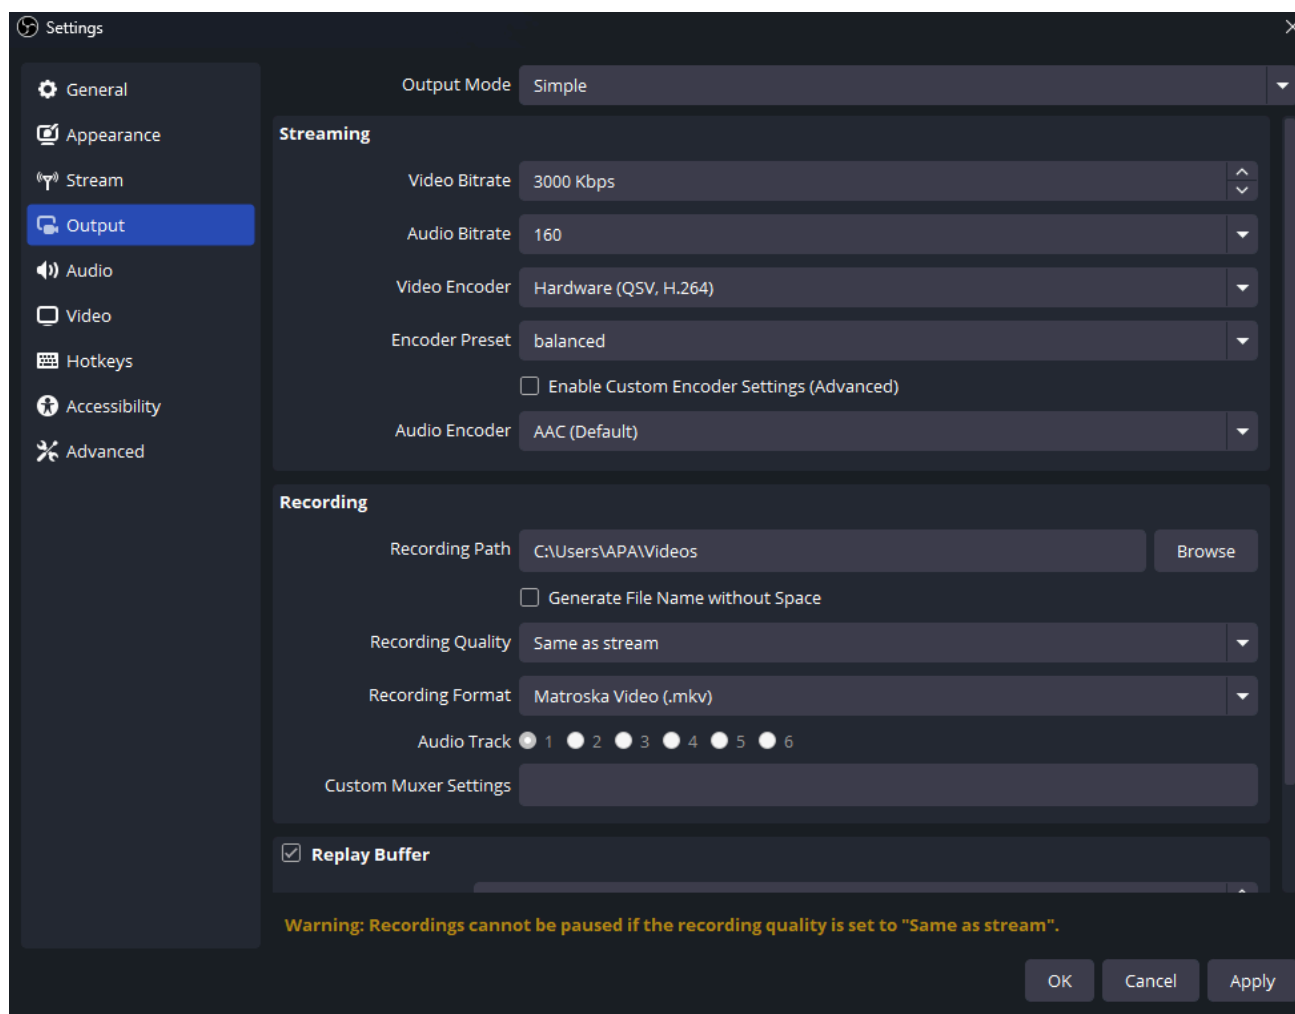 Settings
General
Appearance
Stream
Output
Audio
Video
Hotkeys
Accessibility
Advanced
Output Mode Simple
Streaming
Video Bitrate 3000 Kbps
Audio Bitrate 160
Video Encoder Hardware (QSV, H.264)
Encoder Preset balanced
Enable Custom Encoder Settings (Advanced)
Audio Encoder AAC (Default)
Recording
Recording Path C:\Users\APA\Videos Browse
Generate File Name without Space
Recording Quality Same as stream
Recording Format Matroska Video (.mkv)
Audio Track 1 2 3 4 5 6
Custom Muxer Settings
Replay Buffer
Warning: Recordings cannot be paused if the recording quality is set to "Same as stream".
OK Cancel Apply